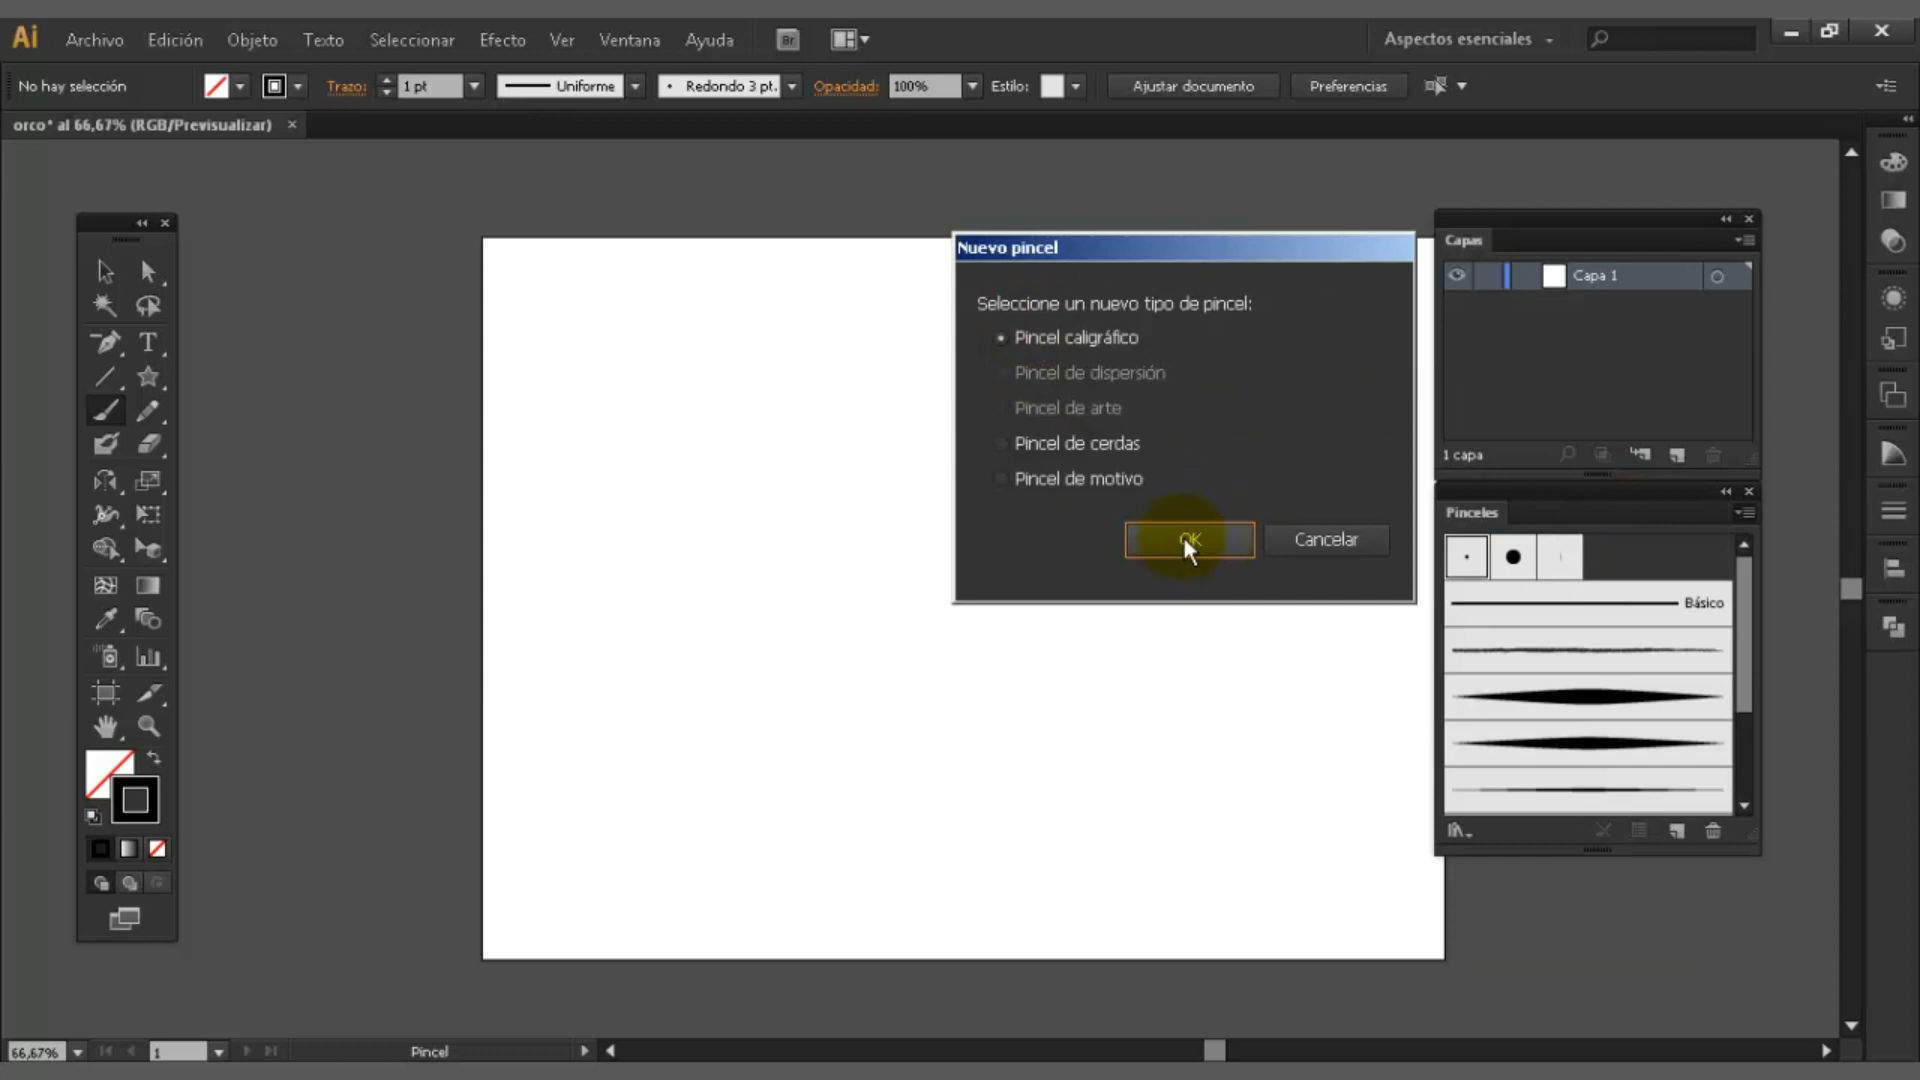 Ai Archivo Edición Objeto Texto Seleccionar Efecto Ver Ventana Ayuda Br Aspectos esenciales
No hay selección Trazo: 1 pt Uniforme Redondo 3 pt. Opacidad: 100% Estilo: Ajustar documento Preferencias
orco* al 66,67% (RGB/Previsualizar)
Nuevo pincel
Seleccione un nuevo tipo de pincel:
Pincel caligráfico
Pincel de dispersión
Pincel de arte
Pincel de cerdas
Pincel de motivo
OK Cancelar
Capas
Capa 1
1 capa
Pinceles
Básico
66,67% 1 Pincel